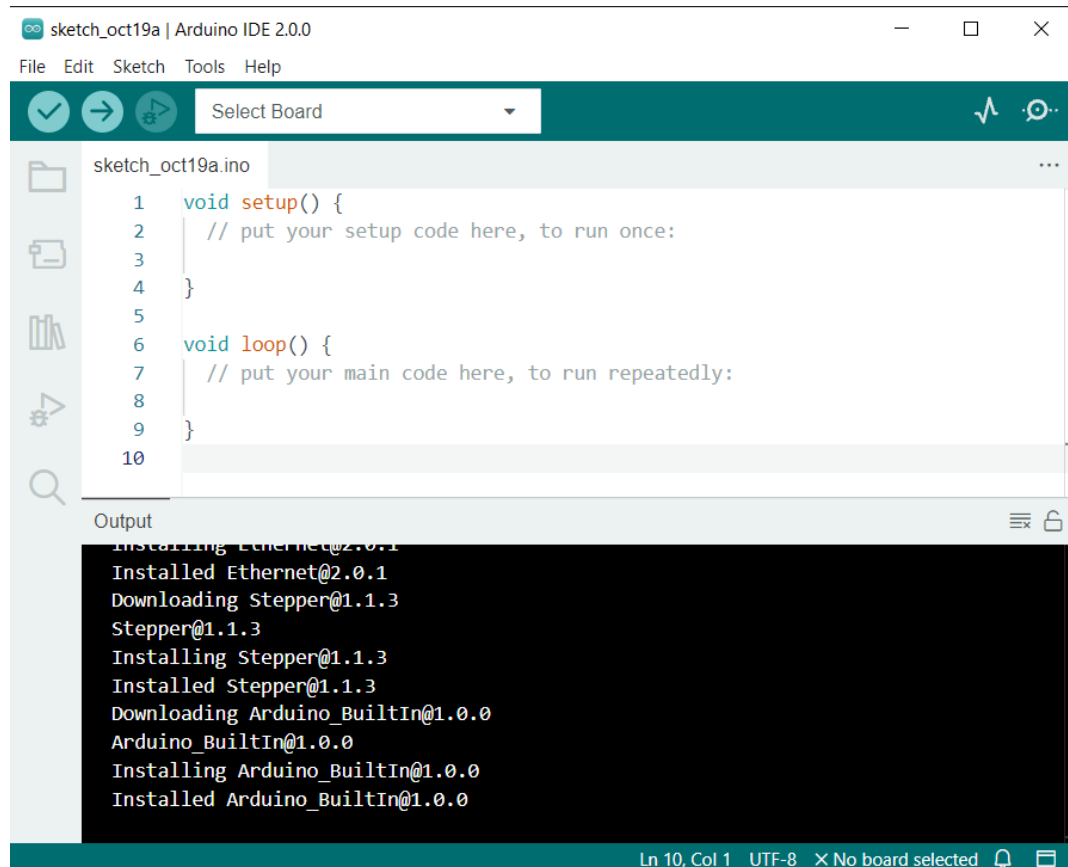 sketch_oct19a | Arduino IDE 2.0.0
File Edit Sketch Tools Help
Select Board
sketch_oct19a.ino
1 void setup() {
2 // put your setup code here, to run once:
3
4 }
5
6 void loop() {
7 // put your main code here, to run repeatedly:
8
9 }
10
Output
Installing Ethernet@2.0.1
Installed Ethernet@2.0.1
Downloading Stepper@1.1.3
Stepper@1.1.3
Installing Stepper@1.1.3
Installed Stepper@1.1.3
Downloading Arduino_BuiltIn@1.0.0
Arduino_BuiltIn@1.0.0
Installing Arduino_BuiltIn@1.0.0
Installed Arduino_BuiltIn@1.0.0
Ln 10, Col 1 UTF-8 No board selected